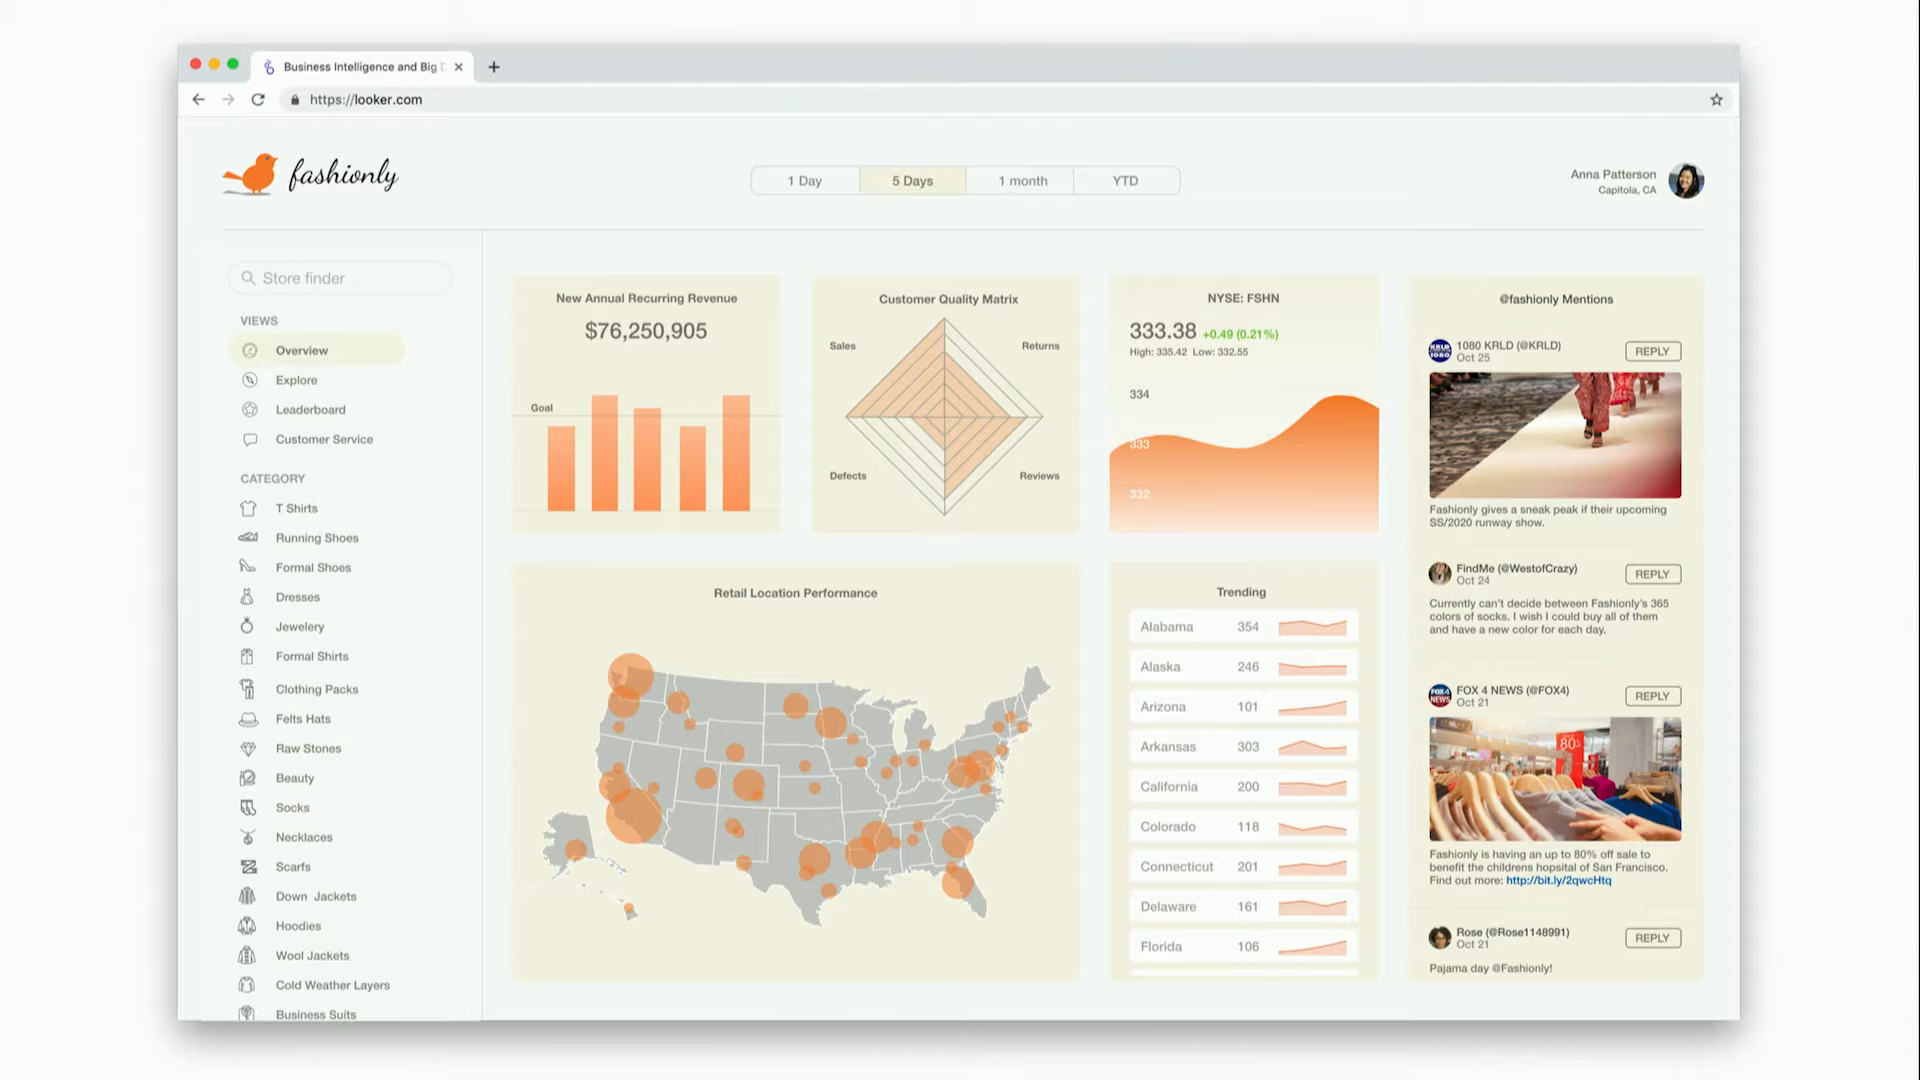 Business Intelligence and Big
https://looker.com
fashionly
1 Day
5 Days
1 month
YTD
Anna Patterson
Capitola, CA
Store finder
VIEWS
Overview
Explore
Leaderboard
Customer Service
CATEGORY
T Shirts
Running Shoes
Formal Shoes
Dresses
Jewelery
Formal Shirts
Clothing Packs
Felts Hats
Raw Stones
Beauty
Socks
Necklaces
Scarfs
Down Jackets
Hoodies
Wool Jackets
Cold Weather Layers
Business Suits
New Annual Recurring Revenue
$76,250,905
Goal
Customer Quality Matrix
Sales
Returns
Defects
Reviews
NYSE: FSHN
333.38 +0.49 (0.21%)
High: 335.42 Low: 332.55
334
333
332
Retail Location Performance
Trending
Alabama 354
Alaska 246
Arizona 101
Arkansas 303
California 200
Colorado 118
Connecticut 201
Delaware 161
Florida 106
@fashionly Mentions
KRLD
1080
1080 KRLD (@KRLD)
Oct 25
REPLY
Fashionly gives a sneak peak if their upcoming
SS/2020 runway show.
FindMe (@WestofCrazy)
Oct 24
REPLY
Currently can't decide between Fashionly's 365
colors of socks. I wish I could buy all of them
and have a new color for each day.
FOX4
NEWS
FOX 4 NEWS (@FOX4)
Oct 21
REPLY
80%
Fashionly is having an up to 80% off sale to
benefit the childrens hopsital of San Francisco.
Find out more: http://bit.ly/2qwcHtq
Rose (@Rose1148991)
Oct 21
REPLY
Pajama day @Fashionly!